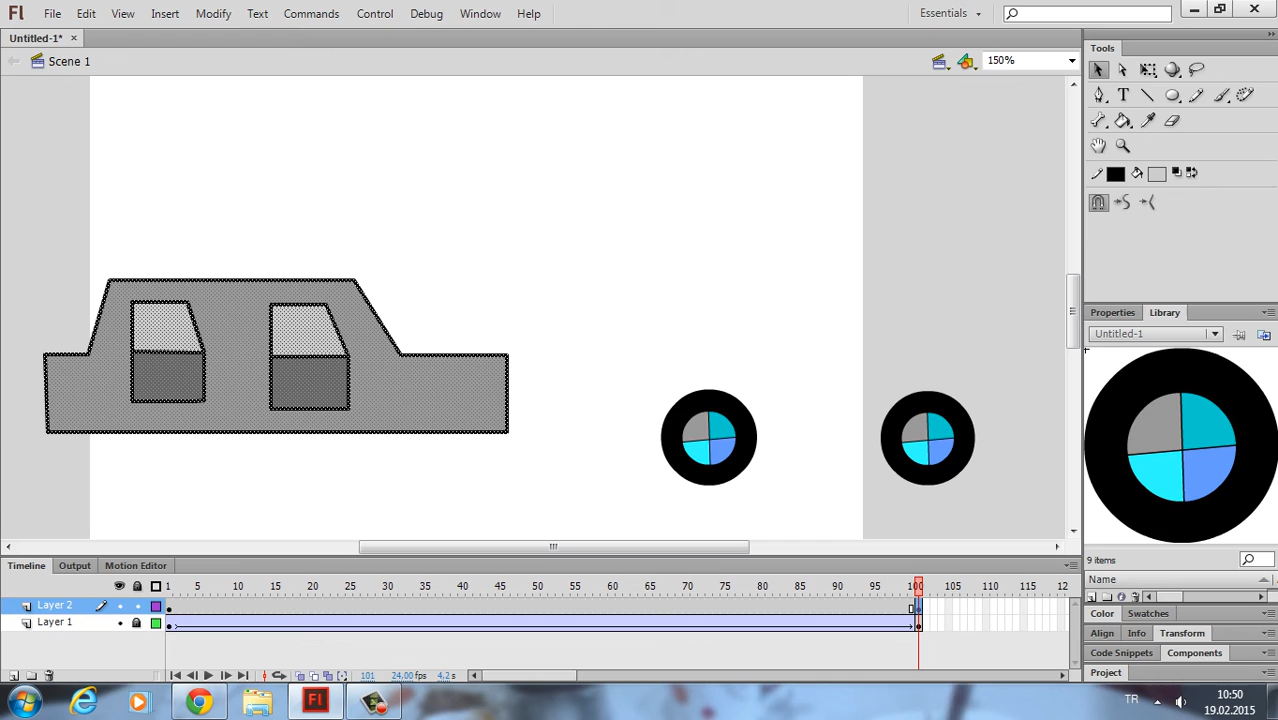 Fl File Edit View Insert Modify Text Commands Control Debug Window Help Essentials
Untitled-1*
Scene 1 150%
Tools
Properties Library
Untitled-1
Timeline Output Motion Editor
9 items
1 5 10 15 20 25 30 35 40 45 50 55 60 65 70 75 80 85 90 95 100 105 110 115 12
Name
Layer 2
Layer 1
Color Swatches
Align Info Transform
Code Snippets Components
101 24,00 fps 4,2 s
Project
Fl TR 10:50
19.02.2015